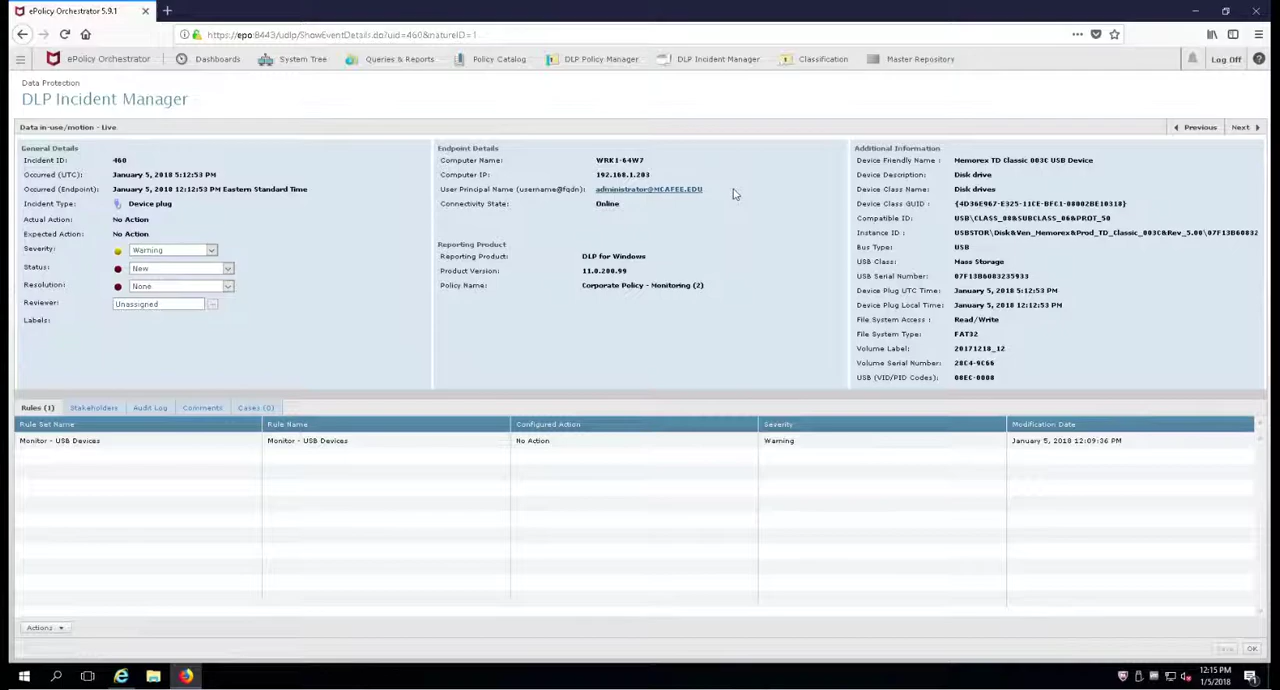 ePolicy Orchestrator 5.9.1
https://epo:8443/udlp/ShowEventDetails.do?uid=460&natureID=1
ePolicy Orchestrator Dashboards System Tree Queries & Reports Policy Catalog DLP Policy Manager DLP Incident Manager Classification Master Repository Log Off
Data Protection
DLP Incident Manager
Data in-use/motion - Live Previous Next
General Details
Incident ID: 460
Occurred (UTC): January 5, 2018 5:12:53 PM
Occurred (Endpoint): January 5, 2018 12:12:53 PM Eastern Standard Time
Incident Type: Device plug
Actual Action: No Action
Expected Action: No Action
Severity: Warning
Status: New
Resolution: None
Reviewer: Unassigned
Labels:
Endpoint Details
Computer Name: WRK1-64W7
Computer IP: 192.168.1.203
User Principal Name (username@fqdn): administrator@MCAFEE.EDU
Connectivity State: Online
Reporting Product
Reporting Product: DLP for Windows
Product Version: 11.0.200.99
Policy Name: Corporate Policy - Monitoring (2)
Additional Information
Device Friendly Name : Memorex TD Classic 003C USB Device
Device Description: Disk drive
Device Class Name: Disk drives
Device Class GUID : {4D36E967-E325-11CE-BFC1-08002BE10318}
Compatible ID: USB\CLASS_08&SUBCLASS_06&PROT_50
Instance ID : USBSTOR\Disk&Ven_Memorex&Prod_TD_Classic_003C&Rev_5.00\07F13B60832
Bus Type: USB
USB Class: Mass Storage
USB Serial Number: 07F13B6083235933
Device Plug UTC Time: January 5, 2018 5:12:53 PM
Device Plug Local Time: January 5, 2018 12:12:53 PM
File System Access : Read/Write
File System Type: FAT32
Volume Label: 20171218_12
Volume Serial Number: 28C4-9C66
USB (VID/PID Codes): 08EC-0008
Rules (1) Stakeholders Audit Log Comments Cases (0)
Rule Set Name Rule Name Configured Action Severity Modification Date
Monitor - USB Devices Monitor - USB Devices No Action Warning January 5, 2018 12:09:36 PM
Actions
Save OK
12:15 PM
1/5/2018